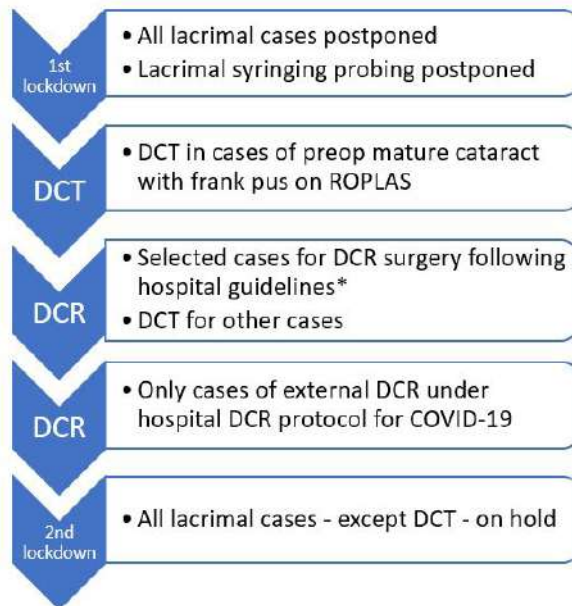 1st
lockdown
• All lacrimal cases postponed
• Lacrimal syringing probing postponed
DCT
• DCT in cases of preop mature cataract
with frank pus on ROPLAS
DCR
• Selected cases for DCR surgery following
hospital guidelines*
• DCT for other cases
DCR
• Only cases of external DCR under
hospital DCR protocol for COVID-19
2nd
lockdown
• All lacrimal cases - except DCT - on hold